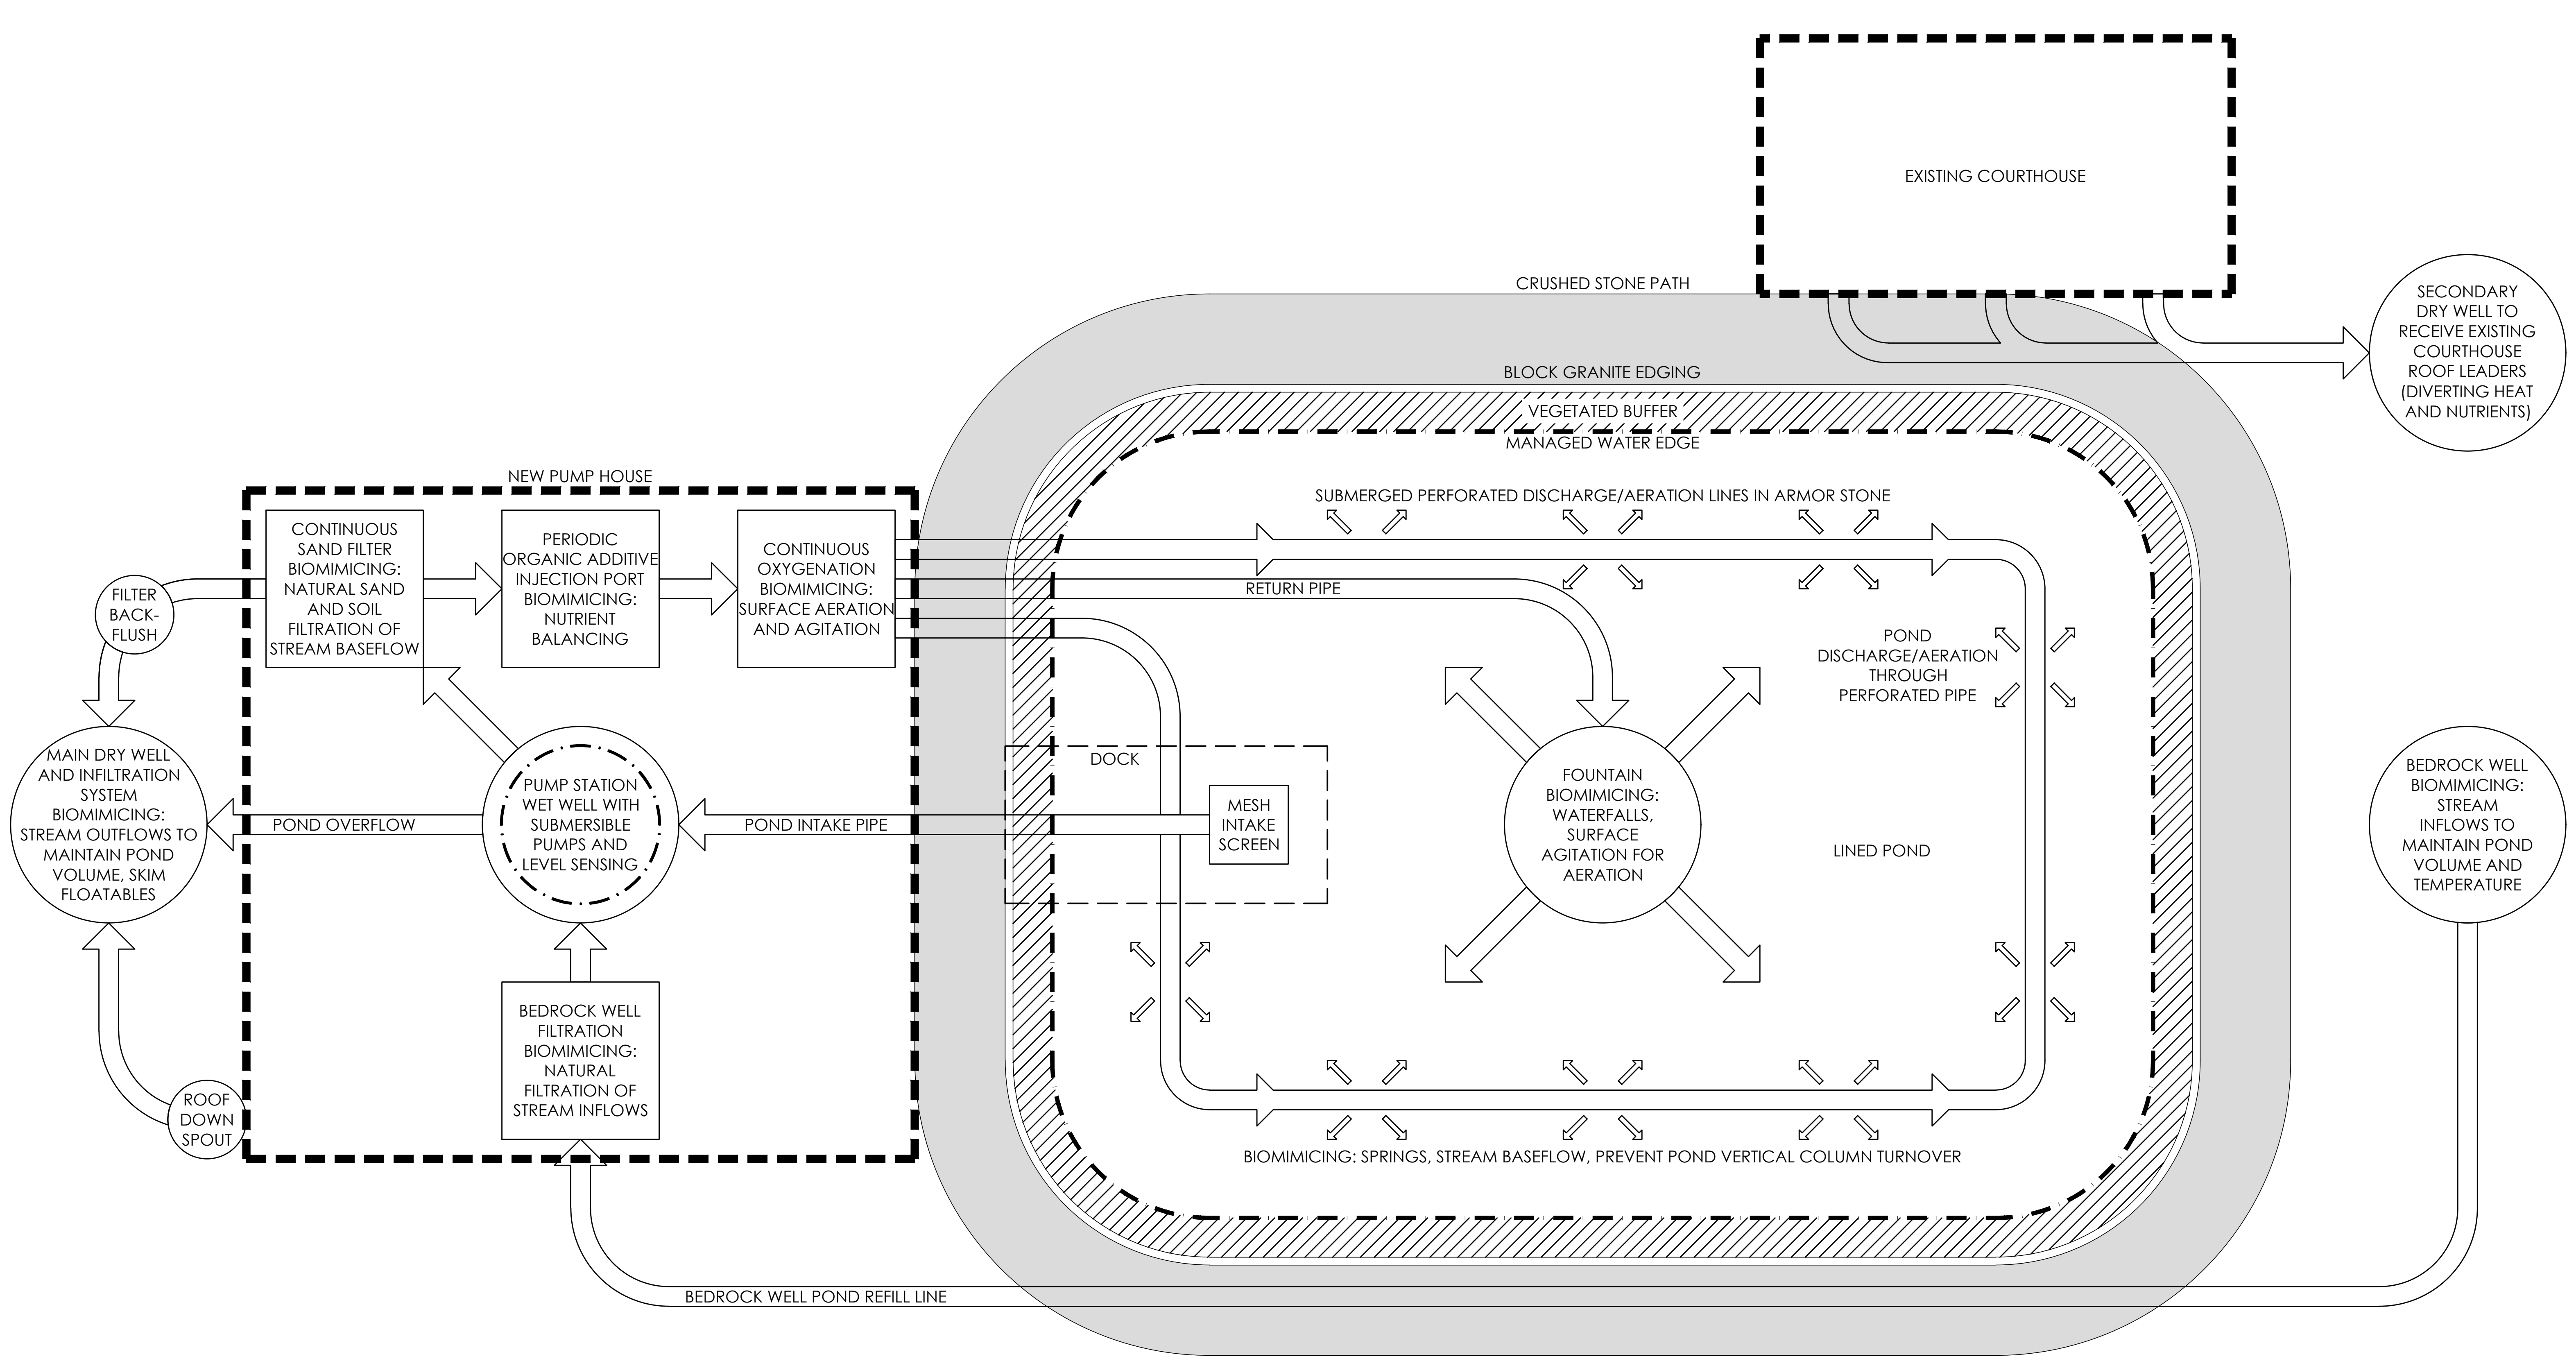 EXISTING COURTHOUSE
CRUSHED STONE PATH
SECONDARY
DRY WELL TO
RECEIVE EXISTING
COURTHOUSE
ROOF LEADERS
(DIVERTING HEAT
AND NUTRIENTS)
BLOCK GRANITE EDGING
VEGETATED BUFFER
MANAGED WATER EDGE
NEW PUMP HOUSE
SUBMERGED PERFORATED DISCHARGE/AERATION LINES IN ARMOR STONE
FILTER
BACK-
FLUSH
CONTINUOUS
SAND FILTER
BIOMIMICING:
NATURAL SAND
AND SOIL
FILTRATION OF
STREAM BASEFLOW
PERIODIC
ORGANIC ADDITIVE
INJECTION PORT
BIOMIMICING:
NUTRIENT
BALANCING
CONTINUOUS
OXYGENATION
BIOMIMICING:
SURFACE AERATION
AND AGITATION
RETURN PIPE
POND
DISCHARGE/AERATION
THROUGH
PERFORATED PIPE
MAIN DRY WELL
AND INFILTRATION
SYSTEM
BIOMIMICING:
STREAM OUTFLOWS TO
MAINTAIN POND
VOLUME, SKIM
FLOATABLES
POND OVERFLOW
PUMP STATION
WET WELL WITH
SUBMERSIBLE
PUMPS AND
LEVEL SENSING
POND INTAKE PIPE
DOCK
MESH
INTAKE
SCREEN
FOUNTAIN
BIOMIMICING:
WATERFALLS,
SURFACE
AGITATION FOR
AERATION
LINED POND
BEDROCK WELL
BIOMIMICING:
STREAM
INFLOWS TO
MAINTAIN POND
VOLUME AND
TEMPERATURE
BEDROCK WELL
FILTRATION
BIOMIMICING:
NATURAL
FILTRATION OF
STREAM INFLOWS
ROOF
DOWN
SPOUT
BIOMIMICING: SPRINGS, STREAM BASEFLOW, PREVENT POND VERTICAL COLUMN TURNOVER
BEDROCK WELL POND REFILL LINE